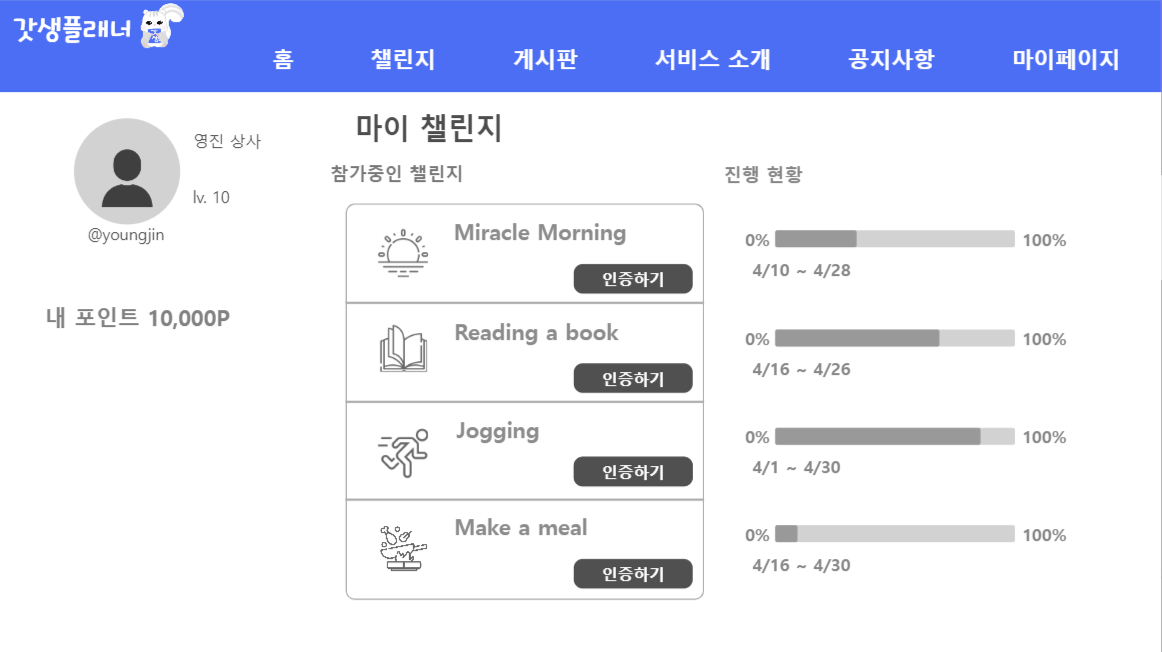 갓생플래너
홈 챌린지 게시판 서비스 소개 공지사항 마이페이지
영진 상사
lv. 10
@youngjin
내 포인트 10,000P
마이 챌린지
참가중인 챌린지
Miracle Morning
인증하기
Reading a book
인증하기
Jogging
인증하기
Make a meal
인증하기
진행 현황
0% 100%
4/10 ~ 4/28
0% 100%
4/16 ~ 4/26
0% 100%
4/1 ~ 4/30
0% 100%
4/16 ~ 4/30